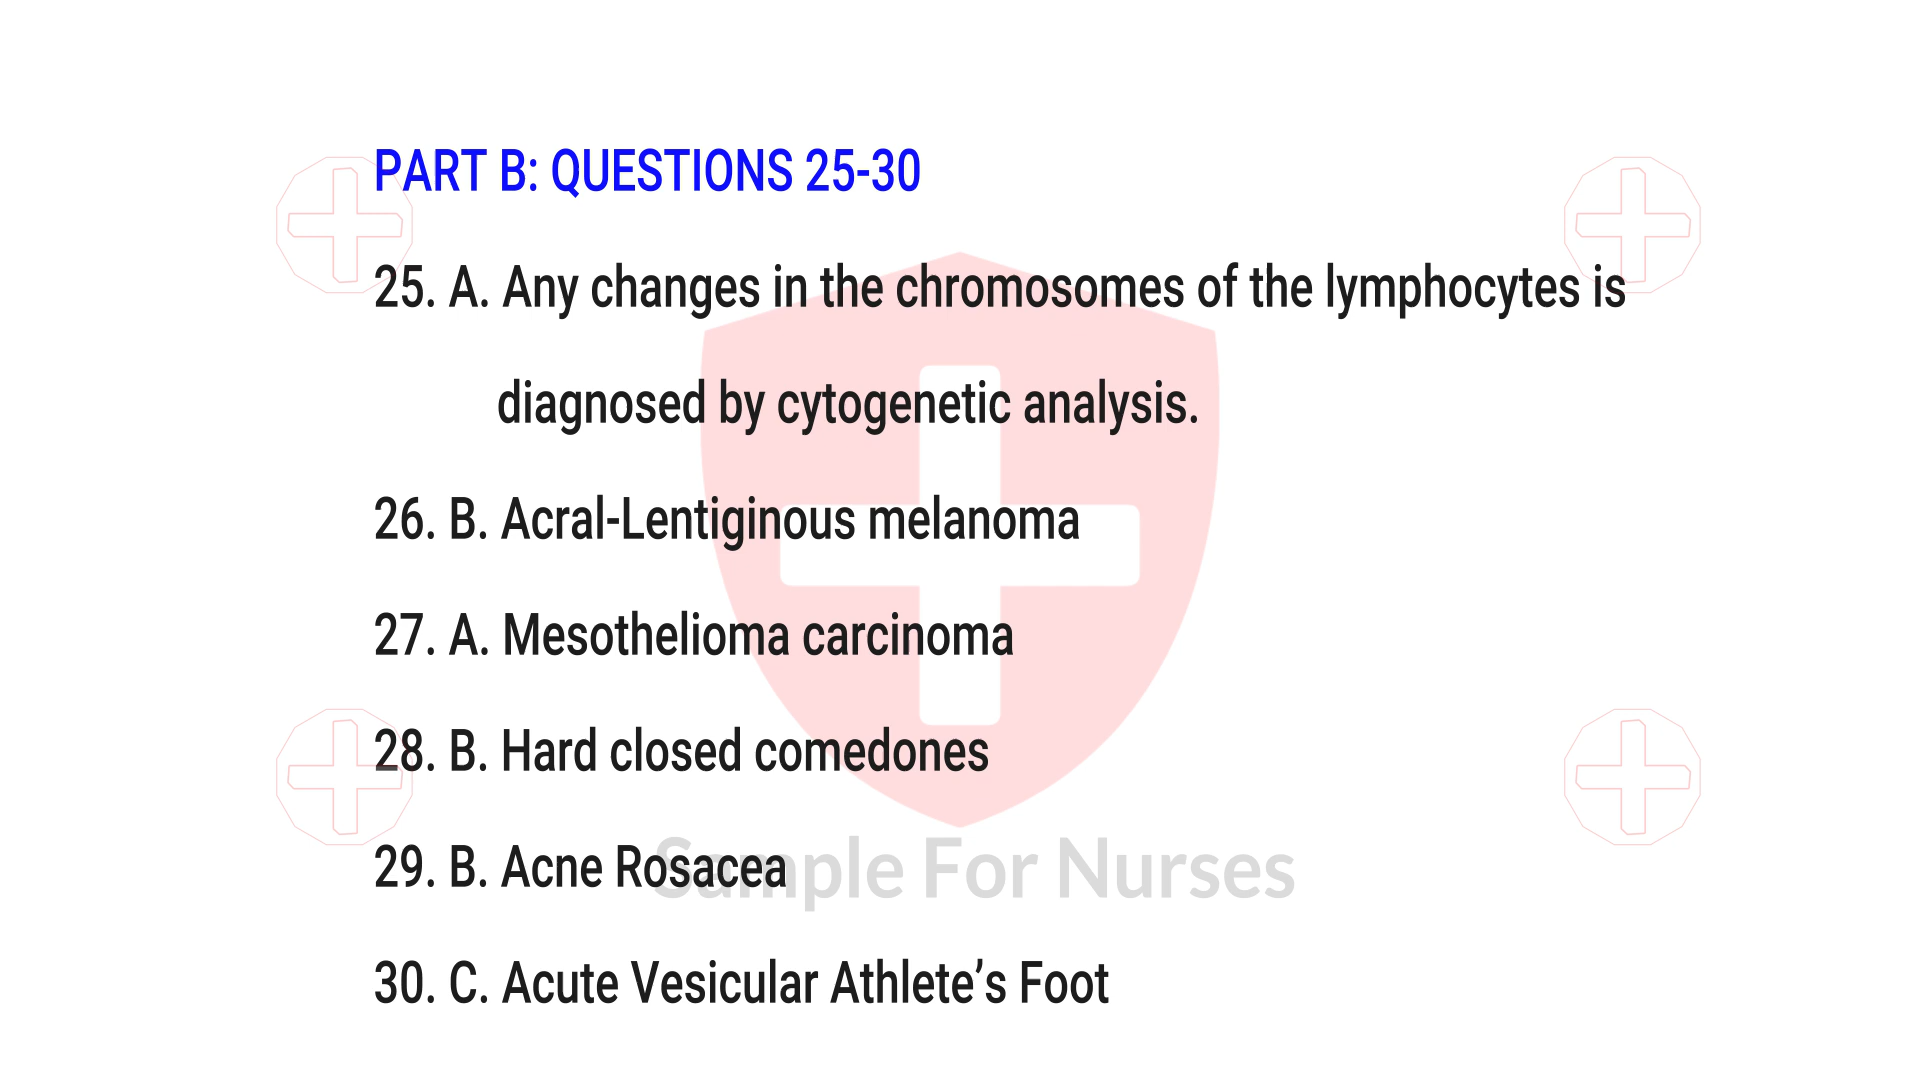 PART B: QUESTIONS 25-30
25. A. Any changes in the chromosomes of the lymphocytes is
diagnosed by cytogenetic analysis.
26. B. Acral-Lentiginous melanoma
27. A. Mesothelioma carcinoma
28. B. Hard closed comedones
29. B. Acne Rosacea
Sample For Nurses
30. C. Acute Vesicular Athlete’s Foot